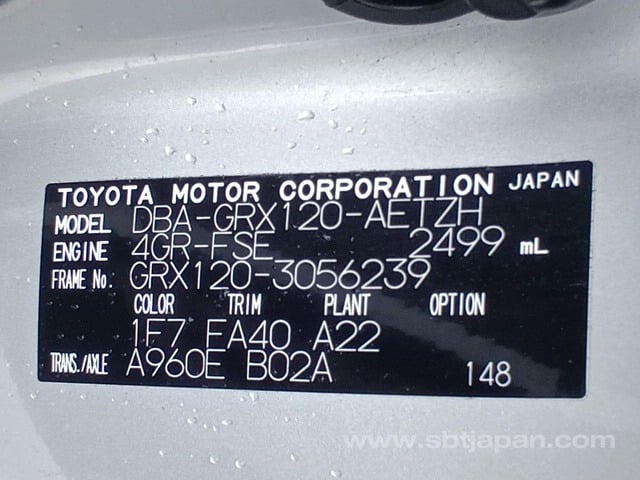 TOYOTA MOTOR CORPORATION JAPAN
MODEL DBA-GRX120-AETZH
ENGINE 4GR-FSE 2499 mL
FRAME No. GRX120-3056239
COLOR TRIM PLANT OPTION
1F7 FA40 A22
TRANS./AXLE A960E B02A 148
www.sbtjapan.com